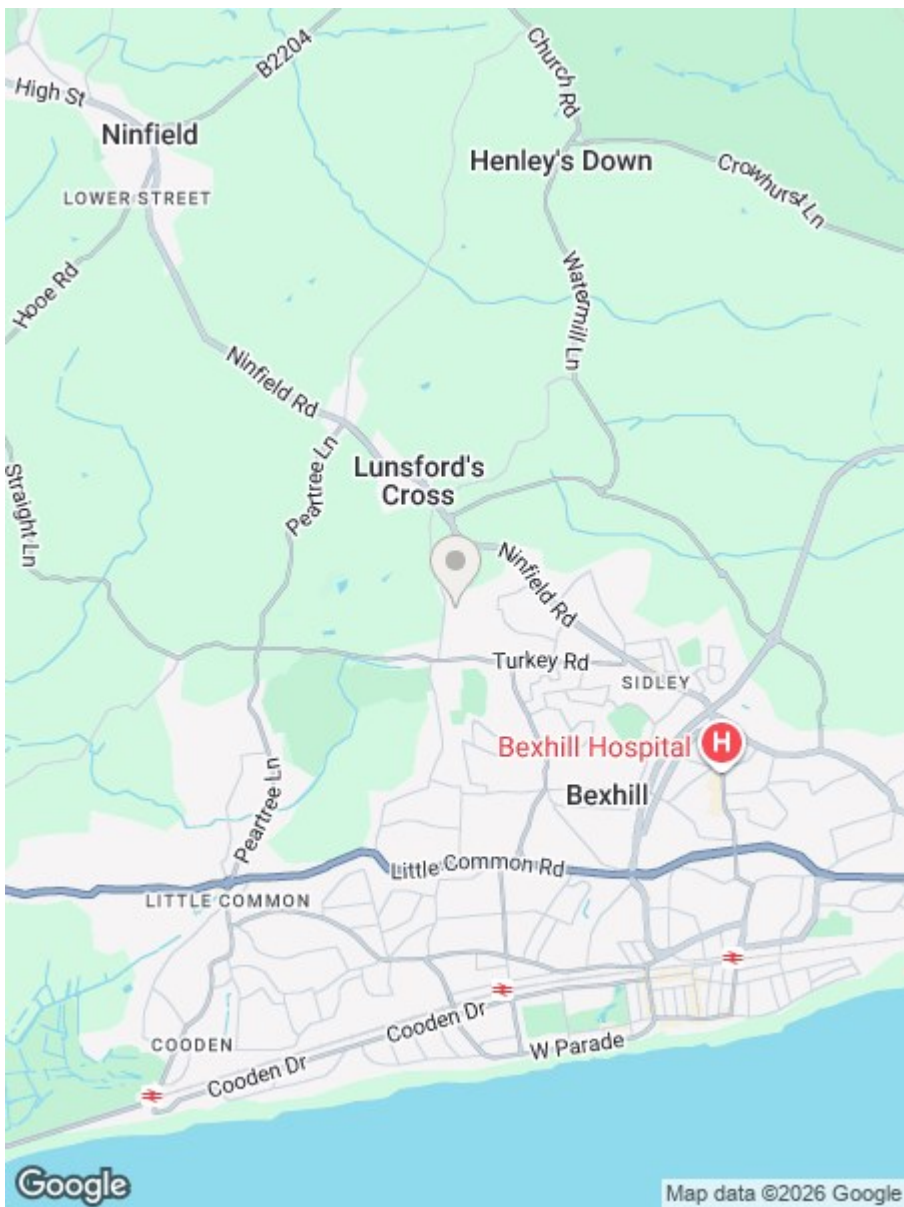 B2204
High St
Church Rd
Ninfield
Henley's Down
Crowhurst Ln
LOWER STREET
Hooe Rd
Watermill Ln
Ninfield Rd
Peartree Ln
Lunsford's
Cross
Straight Ln
Ninfield Rd
Turkey Rd
SIDLEY
H
Bexhill Hospital
Bexhill
Peartree Ln
Little Common Rd
LITTLE COMMON
Cooden Dr
COODEN
W Parade
Cooden Dr
Google
Map data ©2026 Google